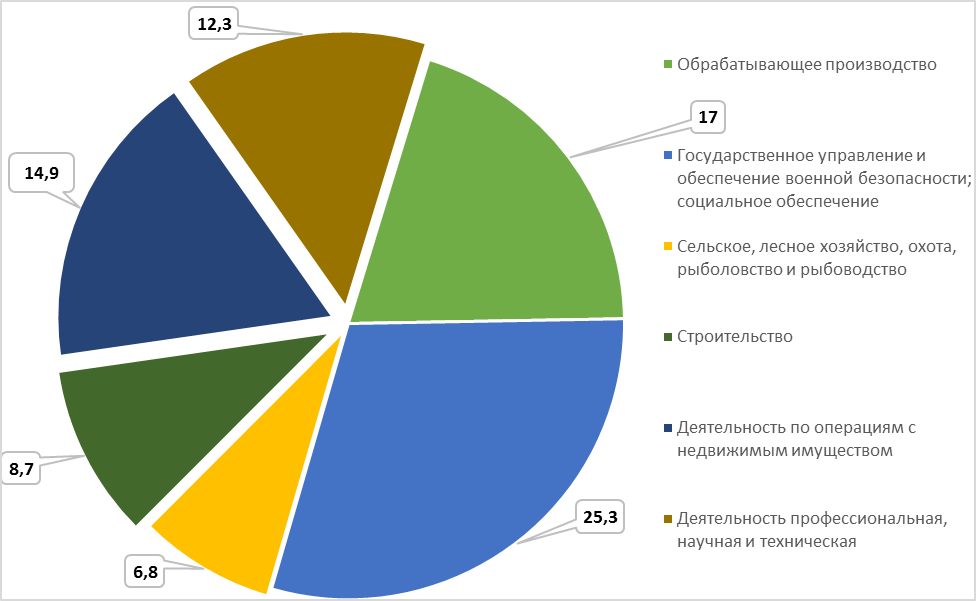 12,3
17
14,9
8,7
6,8
25,3
Обрабатывающее производство
Государственное управление и
обеспечение военной безопасности;
социальное обеспечение
Сельское, лесное хозяйство, охота,
рыболовство и рыбоводство
Строительство
Деятельность по операциям с
недвижимым имуществом
Деятельность профессиональная,
научная и техническая